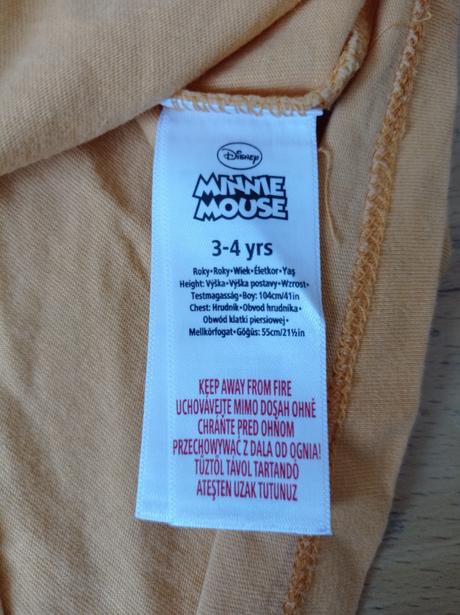 Disney
MINNIE
MOUSE
3-4 yrs
Roky•Roky•Wiek•Életkor•Yaş
Height: Výška•Výška postavy•Wzrost•
Testmagasság•Boy: 104cm/41in
Chest: Hrudník•Obvod hrudníka•
Obwód klatki piersiowej•
Mellkörfogat•Göğüs: 55cm/21½in
KEEP AWAY FROM FIRE
UCHOVÁVEJTE MIMO DOSAH OHNĚ
CHRÁŇTE PRED OHŇOM
PRZECHOWYWAĆ Z DALA OD OGNIA!
TŰZTŐL TÁVOL TARTANDÓ
ATEŞTEN UZAK TUTUNUZ